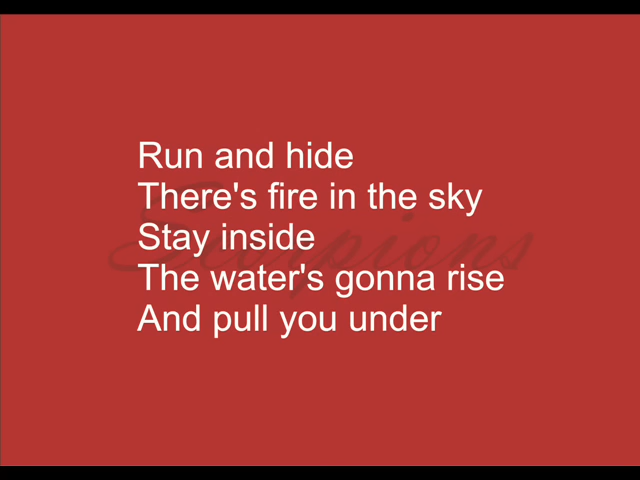 Run and hide
There's fire in the sky
Stay inside
The water's gonna rise
And pull you under
Scorpions